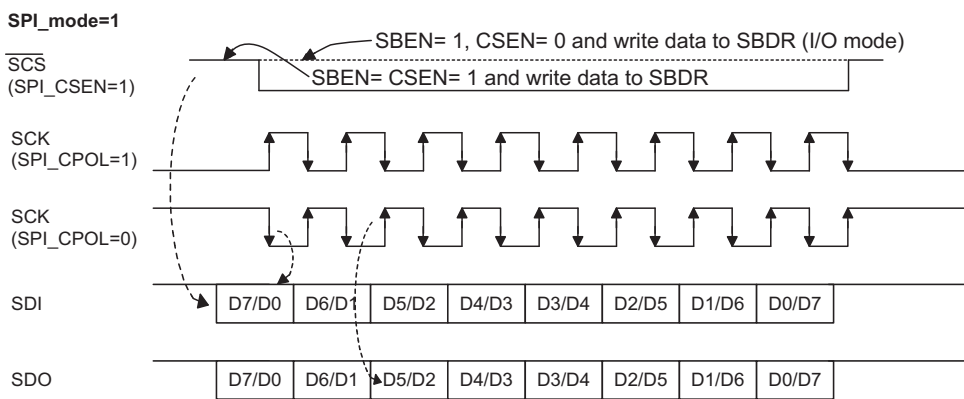 SPI_mode=1
SBEN= 1, CSEN= 0 and write data to SBDR (I/O mode)
SCS
(SPI_CSEN=1)
SBEN= CSEN= 1 and write data to SBDR
SCK
(SPI_CPOL=1)
SCK
(SPI_CPOL=0)
SDI D7/D0 D6/D1 D5/D2 D4/D3 D3/D4 D2/D5 D1/D6 D0/D7
SDO D7/D0 D6/D1 D5/D2 D4/D3 D3/D4 D2/D5 D1/D6 D0/D7